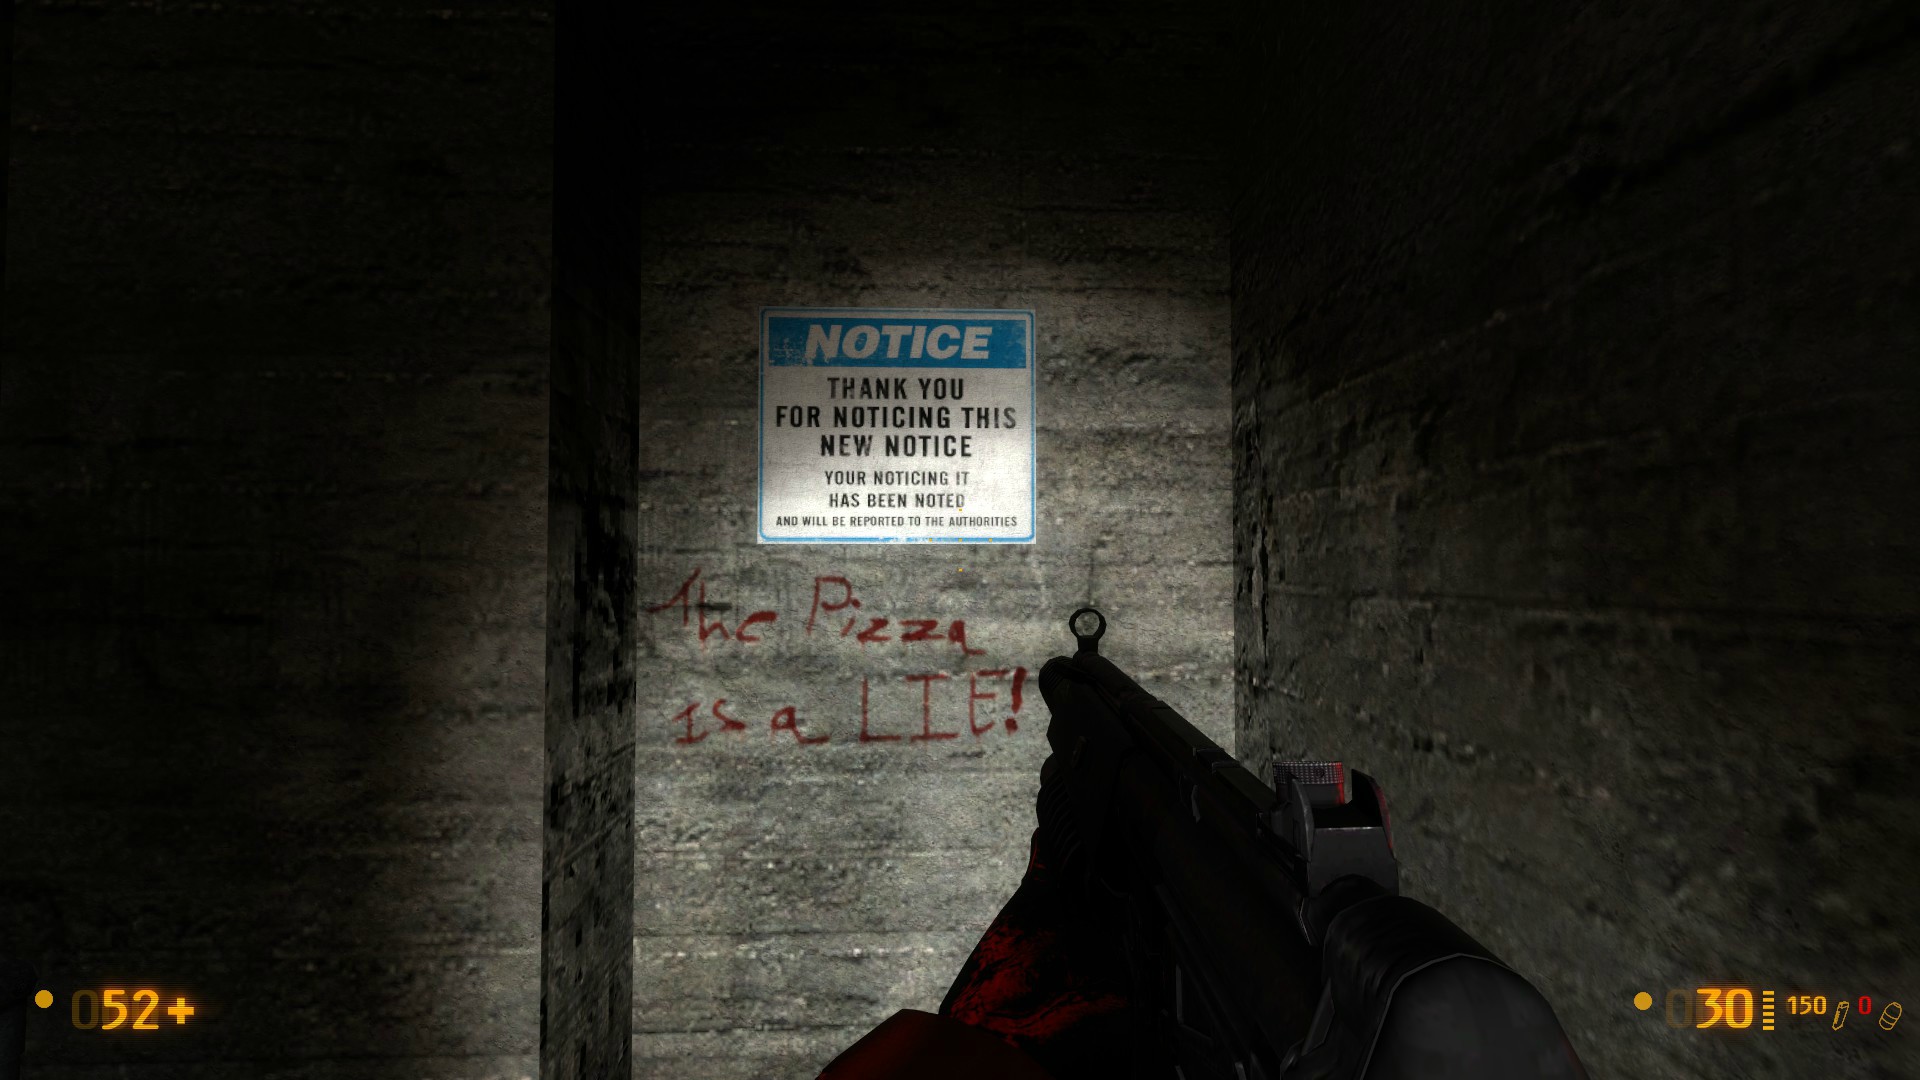 NOTICE
THANK YOU
FOR NOTICING THIS
NEW NOTICE
YOUR NOTICING IT
HAS BEEN NOTED
AND WILL BE REPORTED TO THE AUTHORITIES
The Pizza
is a LIE!
052+
030 150 0